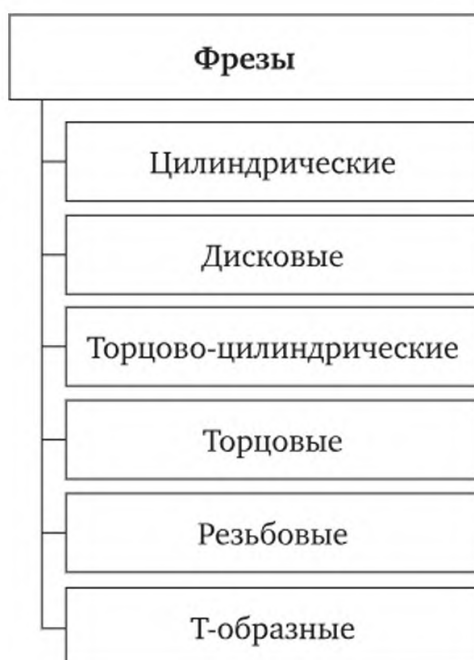 Фрезы
Цилиндрические
Дисковые
Торцово-цилиндрические
Торцовые
Резьбовые
Т-образные